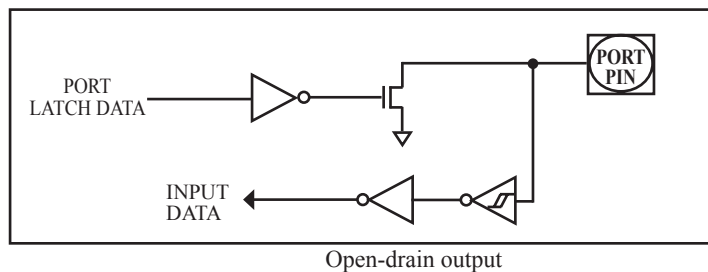 PORT
LATCH DATA
PORT
PIN
INPUT
DATA
Open-drain output